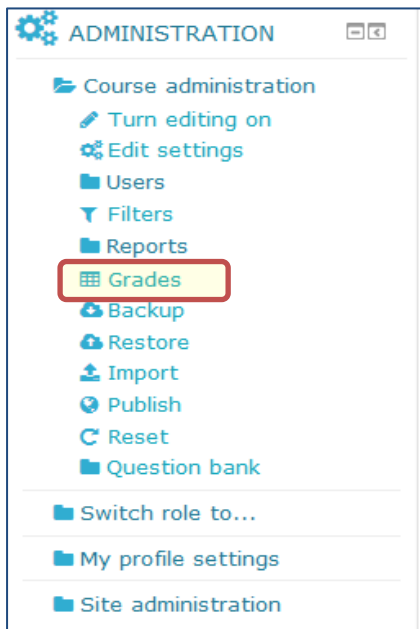 ADMINISTRATION
Course administration
Turn editing on
Edit settings
Users
Filters
Reports
Grades
Backup
Restore
Import
Publish
Reset
Question bank
Switch role to...
My profile settings
Site administration